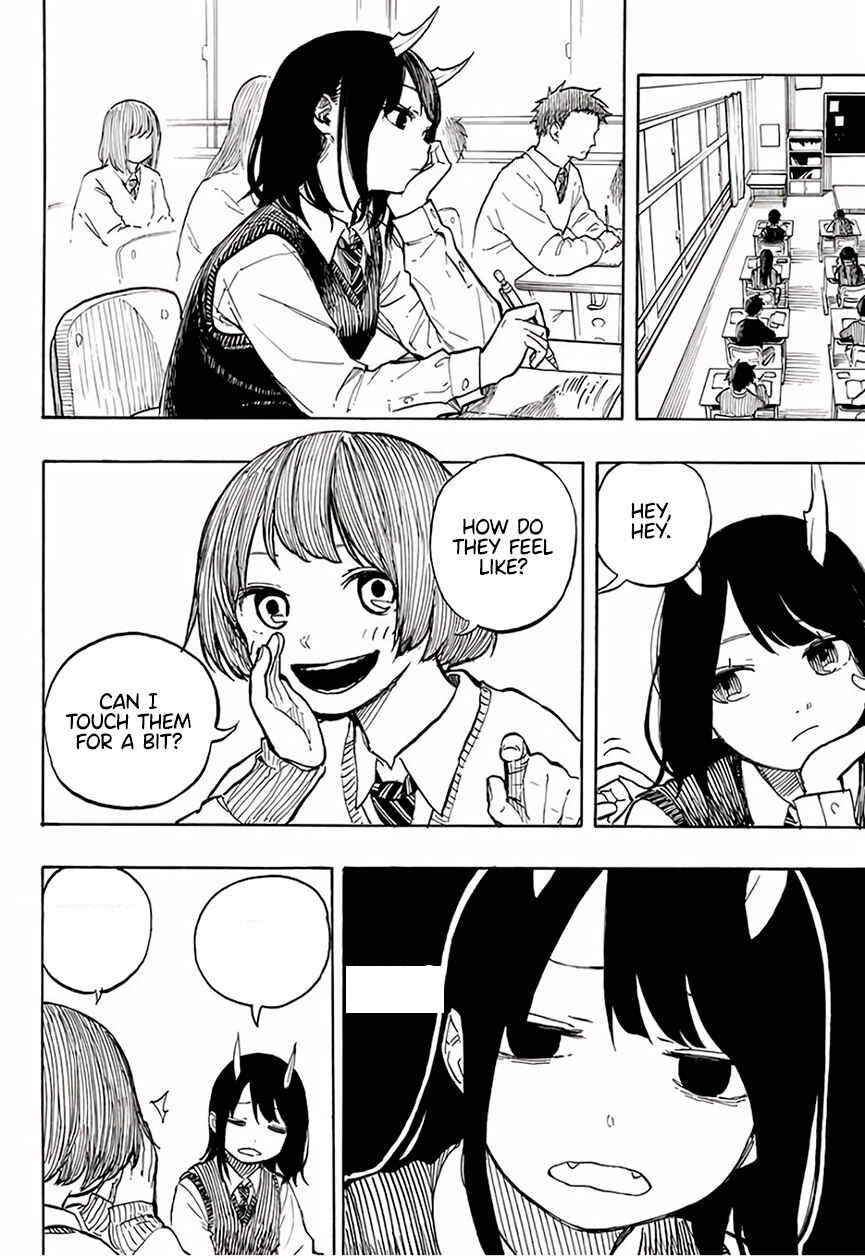 HEY,
HEY.
HOW DO
THEY FEEL
LIKE?
CAN I
TOUCH THEM
FOR A BIT?